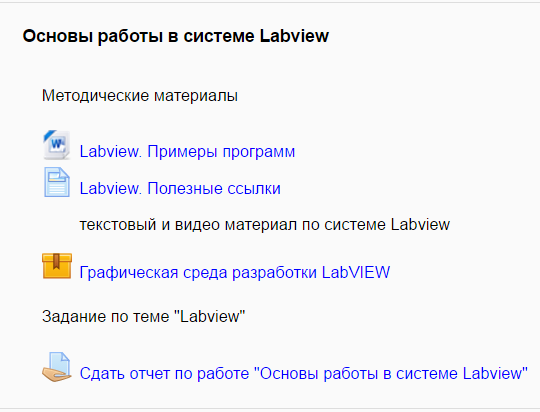 Основы работы в системе Labview
Методические материалы
Labview. Примеры программ
Labview. Полезные ссылки
текстовый и видео материал по системе Labview
Графическая среда разработки LabVIEW
Задание по теме "Labview"
Сдать отчет по работе "Основы работы в системе Labview"